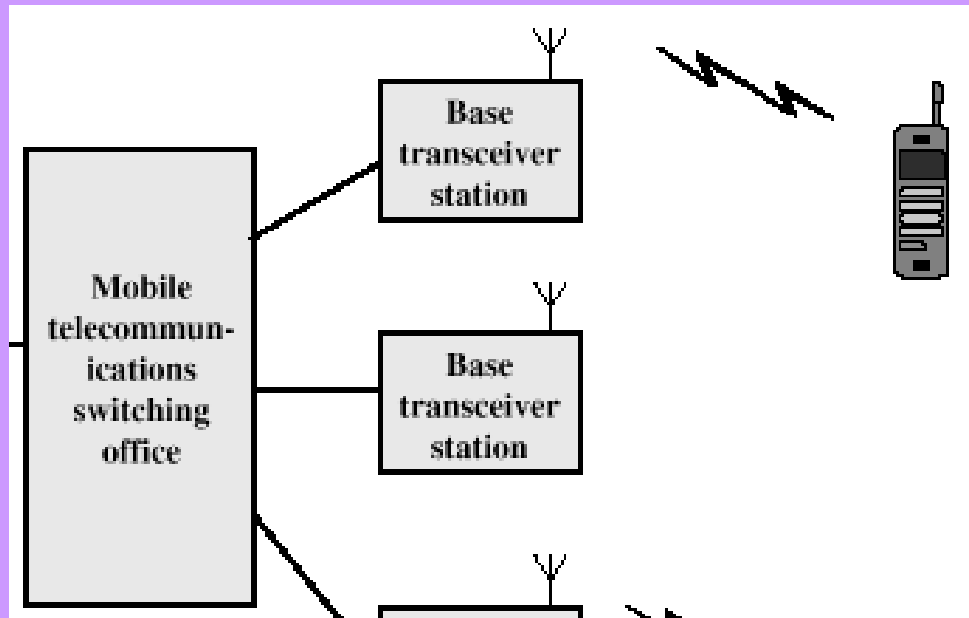 Base
transceiver
station
Mobile
telecommun-
ications
switching
office
Base
transceiver
station